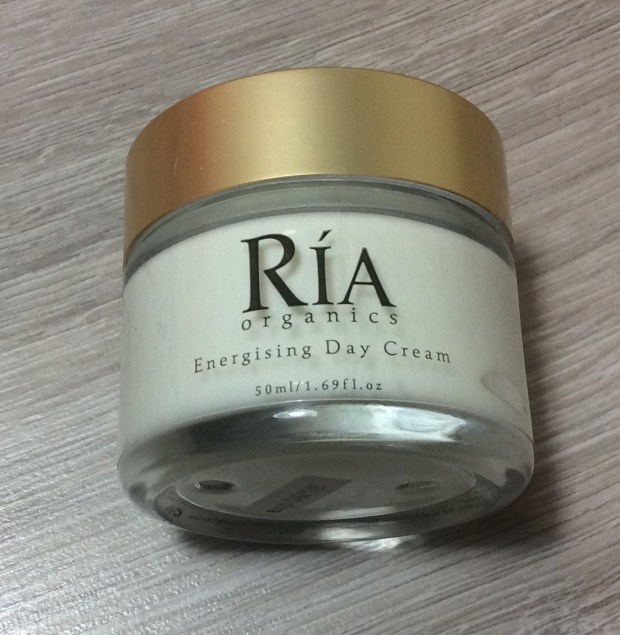 RÍA
organics
Energising Day Cream
50ml/1.69fl.oz